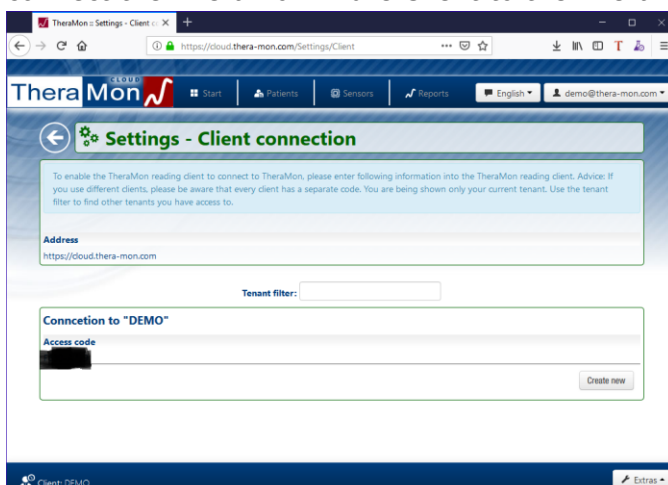 TheraMon :: Settings - Client cc
https://cloud.thera-mon.com/Settings/Client
TheraMon
CLOUD
Start
Patients
Sensors
Reports
English
demo@thera-mon.com
Settings - Client connection
To enable the TheraMon reading client to connect to TheraMon, please enter following information into the TheraMon reading client. Advice: If
you use different clients, please be aware that every client has a separate code. You are being shown only your current tenant. Use the tenant
filter to find other tenants you have access to.
Address
https://cloud.thera-mon.com
Tenant filter:
Conncetion to "DEMO"
Access code
Create new
Client: DEMO
Extras